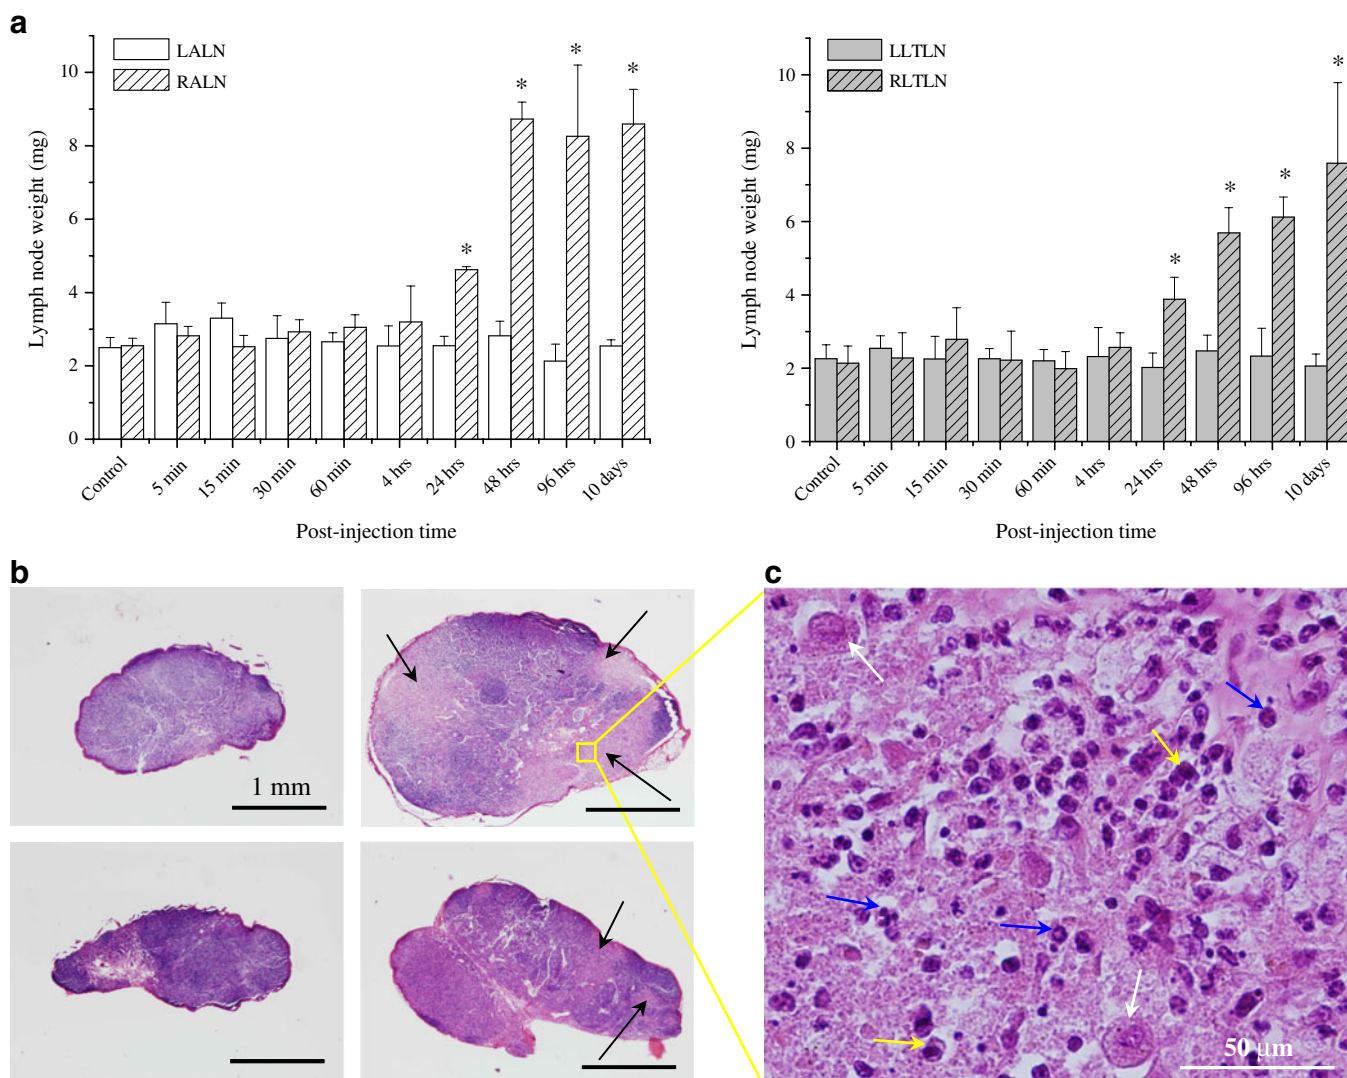 a
LALN
RALN
Lymph node weight (mg)
10
8
6
4
2
0
*
*
*
*
Control
5 min
15 min
30 min
60 min
4 hrs
24 hrs
48 hrs
96 hrs
10 days
Post-injection time
LLTLN
RLTLN
Lymph node weight (mg)
10
8
6
4
2
0
*
*
*
*
Control
5 min
15 min
30 min
60 min
4 hrs
24 hrs
48 hrs
96 hrs
10 days
Post-injection time
b
1 mm
c
50 µm